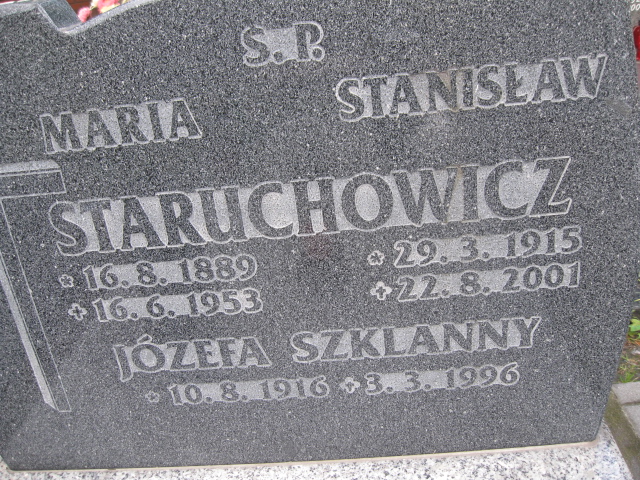 Ś.P.
MARIA STANISŁAW
STARUCHOWICZ
* 16. 8. 1889 * 29. 3. 1915
+ 16. 6. 1953 + 22. 8. 2001
JÓZEFA SZKLANNY
* 10. 8. 1916 + 3. 3. 1996